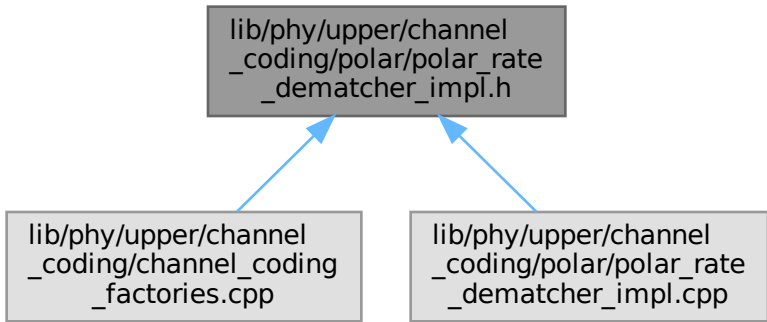 lib/phy/upper/channel
_coding/polar/polar_rate
_dematcher_impl.h
lib/phy/upper/channel
_coding/channel_coding
_factories.cpp
lib/phy/upper/channel
_coding/polar/polar_rate
_dematcher_impl.cpp